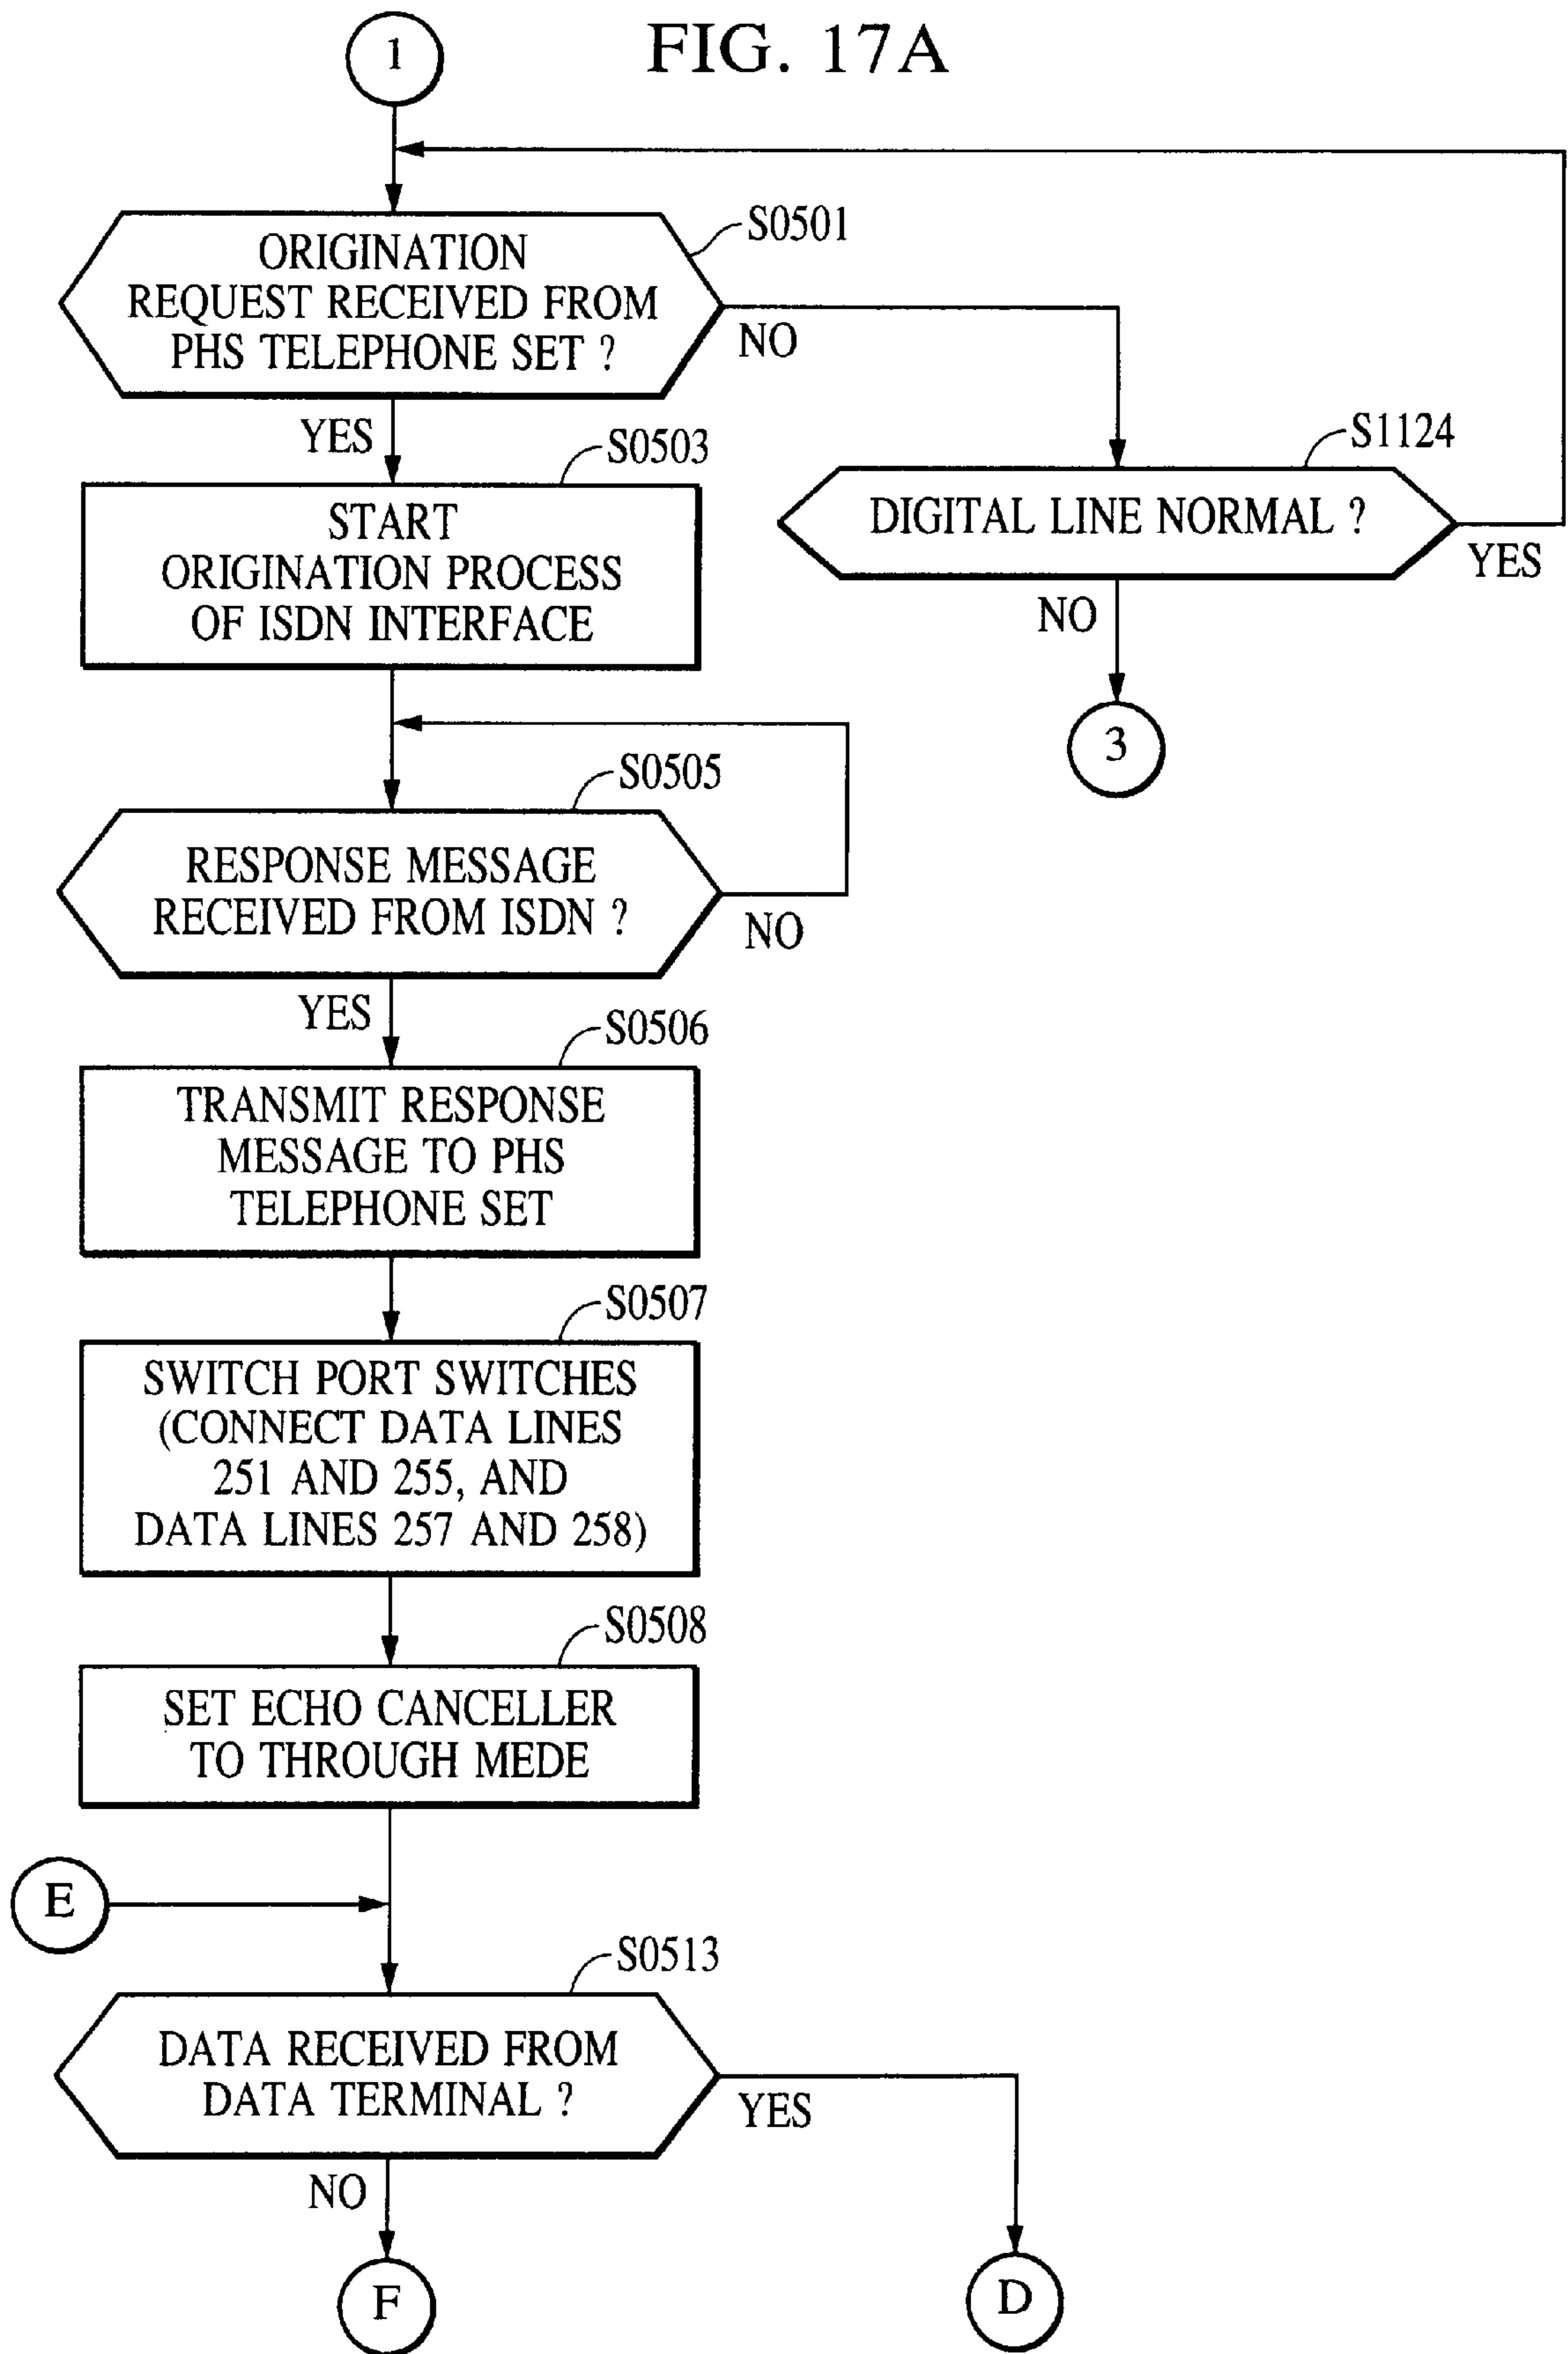 1
FIG. 17A
S0501
ORIGINATION
REQUEST RECEIVED FROM
PHS TELEPHONE SET ?
NO
YES
S0503
START
ORIGINATION PROCESS
OF ISDN INTERFACE
S1124
DIGITAL LINE NORMAL ?
YES
NO
3
S0505
RESPONSE MESSAGE
RECEIVED FROM ISDN ?
NO
YES
S0506
TRANSMIT RESPONSE
MESSAGE TO PHS
TELEPHONE SET
S0507
SWITCH PORT SWITCHES
(CONNECT DATA LINES
251 AND 255, AND
DATA LINES 257 AND 258)
S0508
SET ECHO CANCELLER
TO THROUGH MEDE
E
S0513
DATA RECEIVED FROM
DATA TERMINAL ?
YES
NO
F
D